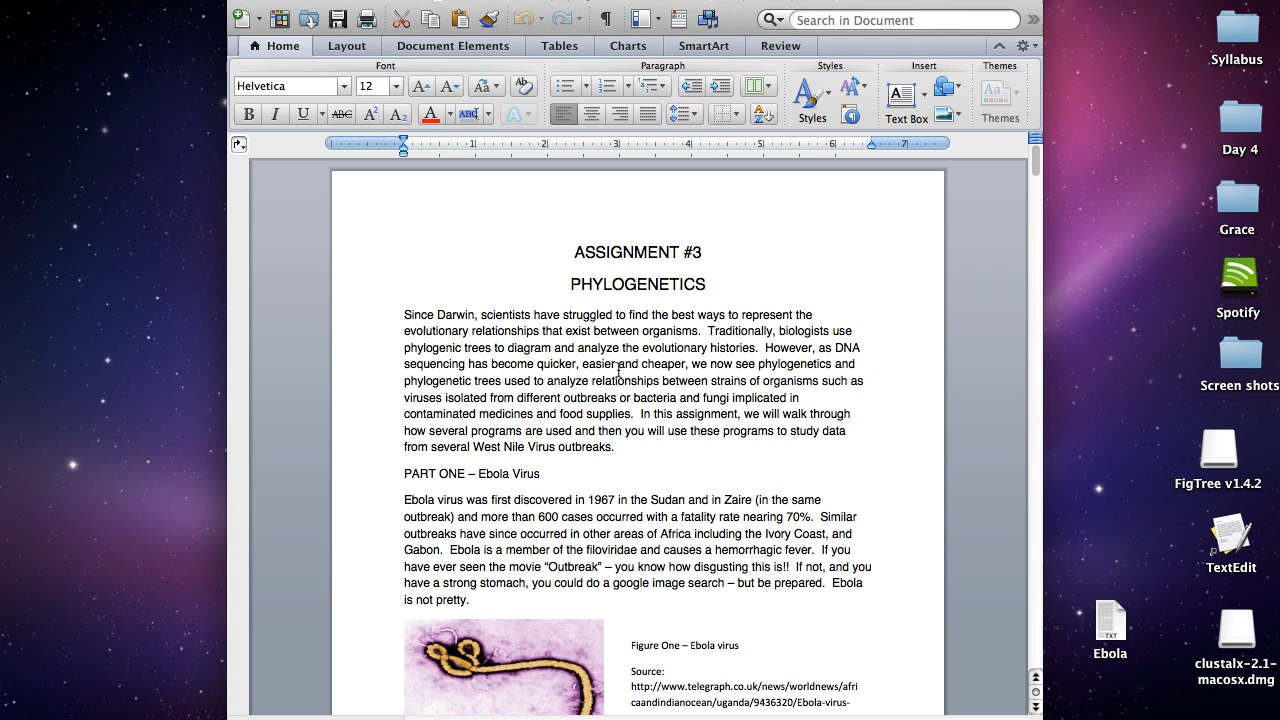 Search in Document
Home
Layout
Document Elements
Tables
Charts
SmartArt
Review
Font
Paragraph
Styles
Insert
Themes
Helvetica
12
Styles
Text Box
Themes
1 2 3 4 5 6 7
ASSIGNMENT #3
PHYLOGENETICS
Since Darwin, scientists have struggled to find the best ways to represent the
evolutionary relationships that exist between organisms.  Traditionally, biologists use
phylogenic trees to diagram and analyze the evolutionary histories.  However, as DNA
sequencing has become quicker, easier and cheaper, we now see phylogenetics and
phylogenetic trees used to analyze relationships between strains of organisms such as
viruses isolated from different outbreaks or bacteria and fungi implicated in
contaminated medicines and food supplies.  In this assignment, we will walk through
how several programs are used and then you will use these programs to study data
from several West Nile Virus outbreaks.
PART ONE – Ebola Virus
Ebola virus was first discovered in 1967 in the Sudan and in Zaire (in the same
outbreak) and more than 600 cases occurred with a fatality rate nearing 70%.  Similar
outbreaks have since occurred in other areas of Africa including the Ivory Coast, and
Gabon.  Ebola is a member of the filoviridae and causes a hemorrhagic fever.  If you
have ever seen the movie “Outbreak” – you know how disgusting this is!!  If not, and you
have a strong stomach, you could do a google image search – but be prepared.  Ebola
is not pretty.
Figure One – Ebola virus
Source:
http://www.telegraph.co.uk/news/worldnews/afri
caandindianocean/uganda/9436320/Ebola-virus-
Syllabus
Day 4
Grace
Spotify
Screen shots
FigTree v1.4.2
TextEdit
TXT
Ebola
clustalx-2.1-
macosx.dmg